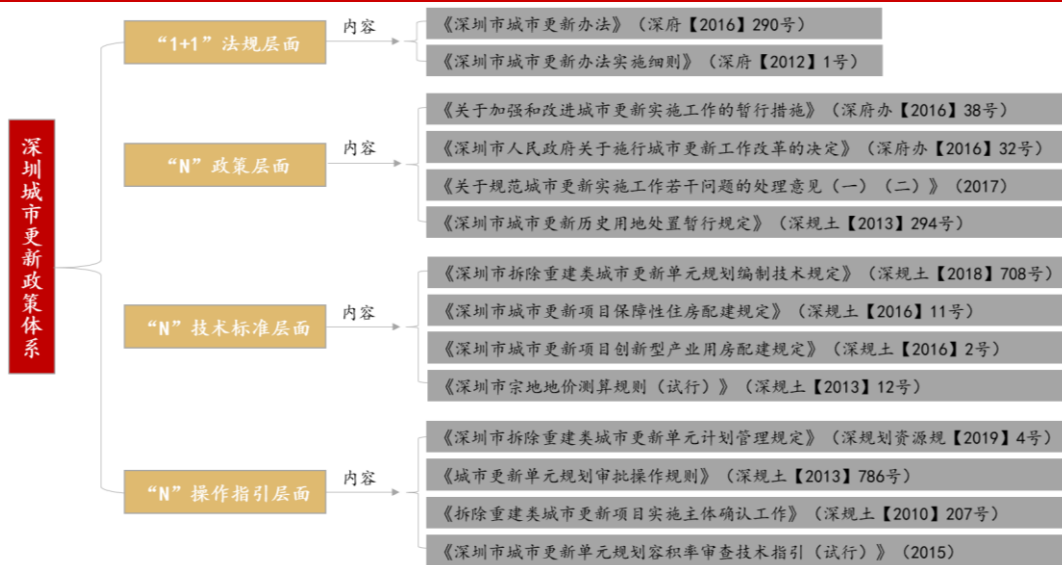 深圳城市更新政策体系
“1+1”法规层面
内容
《深圳市城市更新办法》（深府【2016】290号）
《深圳市城市更新办法实施细则》（深府【2012】1号）
“N”政策层面
内容
《关于加强和改进城市更新实施工作的暂行措施》（深府办【2016】38号）
《深圳市人民政府关于施行城市更新工作改革的决定》（深府办【2016】32号）
《关于规范城市更新实施工作若干问题的处理意见（一）（二）》（2017）
《深圳市城市更新历史用地处置暂行规定》（深规土【2013】294号）
“N”技术标准层面
内容
《深圳市拆除重建类城市更新单元规划编制技术规定》（深规土【2018】708号）
《深圳市城市更新项目保障性住房配建规定》（深规土【2016】11号）
《深圳市城市更新项目创新型产业用房配建规定》（深规土【2016】2号）
《深圳市宗地地价测算规则（试行）》（深规土【2013】12号）
“N”操作指引层面
内容
《深圳市拆除重建类城市更新单元计划管理规定》（深规划资源规【2019】4号）
《城市更新单元规划审批操作规则》（深规土【2013】786号）
《拆除重建类城市更新项目实施主体确认工作》（深规土【2010】207号）
《深圳市城市更新单元规划容积率审查技术指引（试行）》（2015）